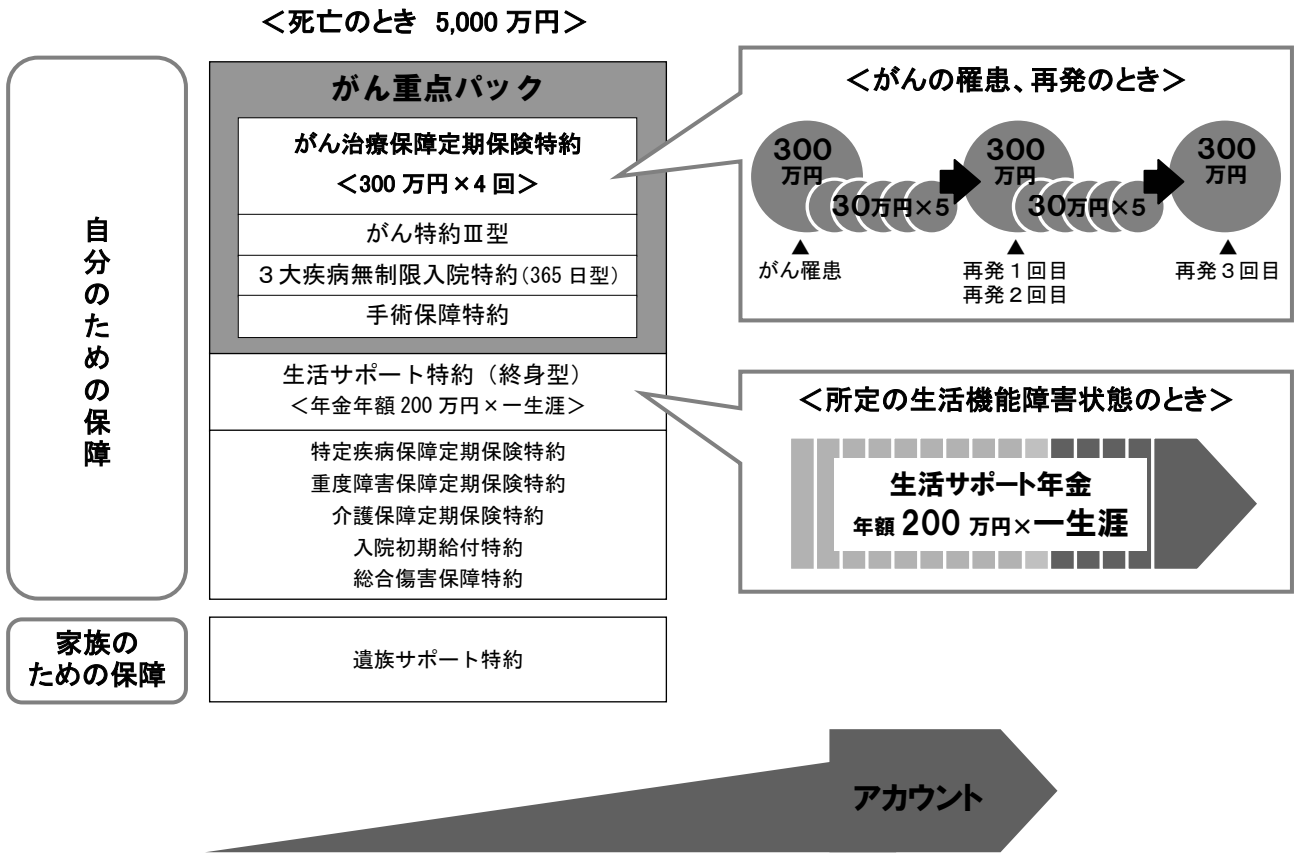 ＜死亡のとき 5,000 万円＞
自分のための保障
がん重点パック
がん治療保障定期保険特約
＜300 万円×4 回＞
がん特約Ⅲ型
３大疾病無制限入院特約（365 日型）
手術保障特約
生活サポート特約（終身型）
＜年金年額 200 万円×一生涯＞
特定疾病保障定期保険特約
重度障害保障定期保険特約
介護保障定期保険特約
入院初期給付特約
総合傷害保障特約
家族の
ための保障
遺族サポート特約
＜がんの罹患、再発のとき＞
300
万円
30万円×5
300
万円
30万円×5
300
万円
▲
がん罹患
▲
再発１回目
再発２回目
▲
再発３回目
＜所定の生活機能障害状態のとき＞
生活サポート年金
年額 200 万円×一生涯
アカウント